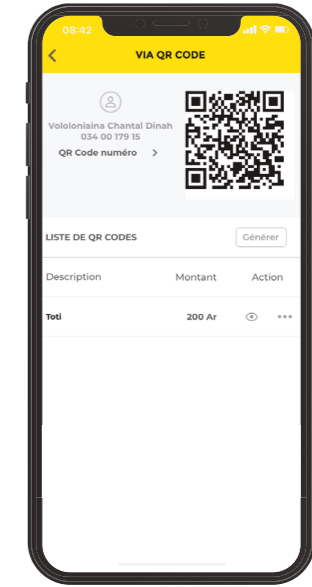 08:42
VIA QR CODE
Vololoniaina Chantal Dinah
034 00 179 15
QR Code numéro >
LISTE DE QR CODES
Générer
Description Montant Action
Toti 200 Ar